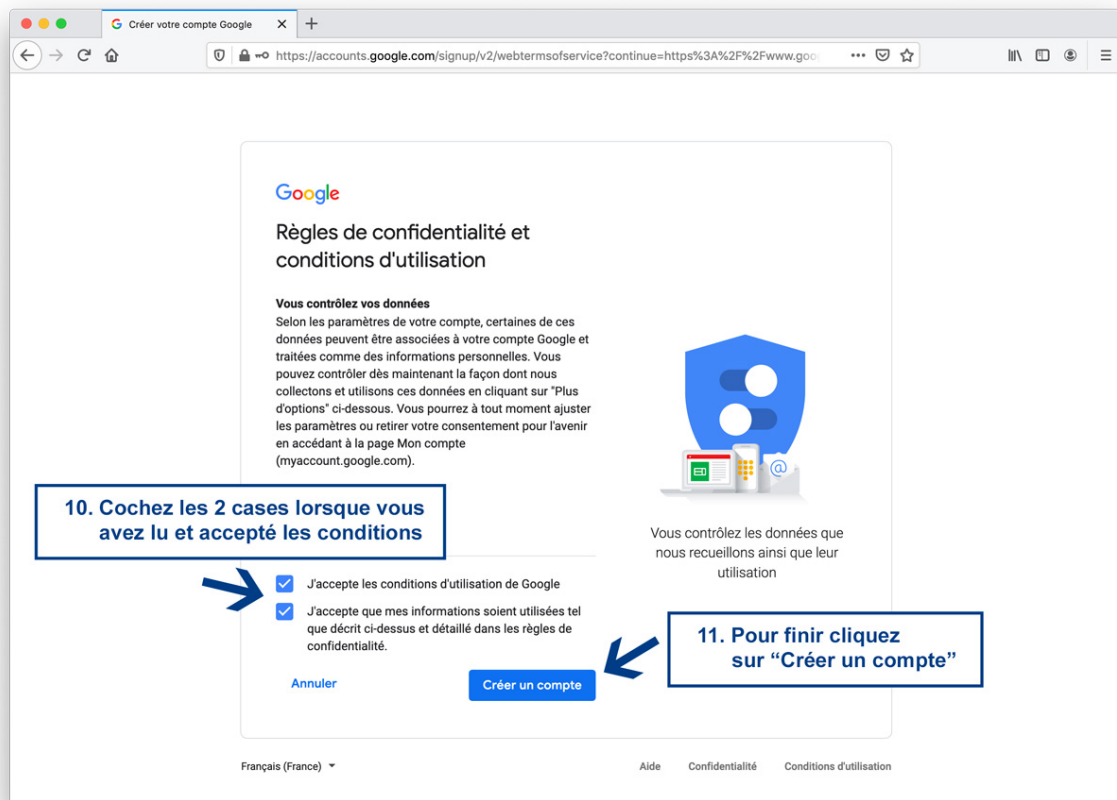 Créer votre compte Google
https://accounts.google.com/signup/v2/webtermsofservice?continue=https%3A%2F%2Fwww.goo
Google
Règles de confidentialité et
conditions d'utilisation
Vous contrôlez vos données
Selon les paramètres de votre compte, certaines de ces
données peuvent être associées à votre compte Google et
traitées comme des informations personnelles. Vous
pouvez contrôler dès maintenant la façon dont nous
collectons et utilisons ces données en cliquant sur "Plus
d'options" ci-dessous. Vous pourrez à tout moment ajuster
les paramètres ou retirer votre consentement pour l'avenir
en accédant à la page Mon compte
(myaccount.google.com).
10. Cochez les 2 cases lorsque vous
avez lu et accepté les conditions
Vous contrôlez les données que
nous recueillons ainsi que leur
utilisation
J'accepte les conditions d'utilisation de Google
J'accepte que mes informations soient utilisées tel
que décrit ci-dessus et détaillé dans les règles de
confidentialité.
11. Pour finir cliquez
sur “Créer un compte”
Annuler
Créer un compte
Français (France)
Aide
Confidentialité
Conditions d'utilisation